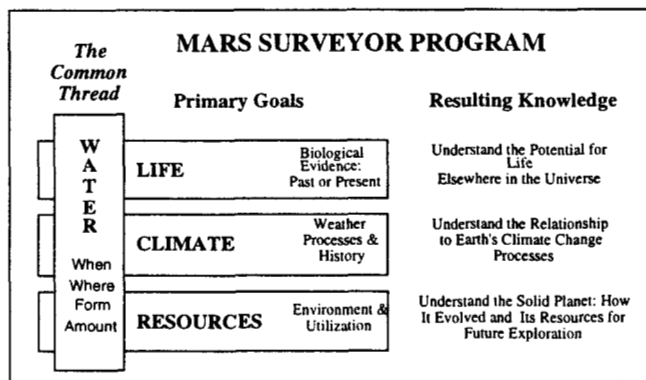 The
Common
Thread
MARS SURVEYOR PROGRAM
Primary Goals
Resulting Knowledge
W
A
T
E
R
When
Where
Form
Amount
LIFE
Biological
Evidence:
Past or Present
Understand the Potential for
Life
Elsewhere in the Universe
CLIMATE
Weather
Processes &
History
Understand the Relationship
to Earth's Climate Change
Processes
RESOURCES
Environment &
Utilization
Understand the Solid Planet: How
It Evolved and Its Resources for
Future Exploration